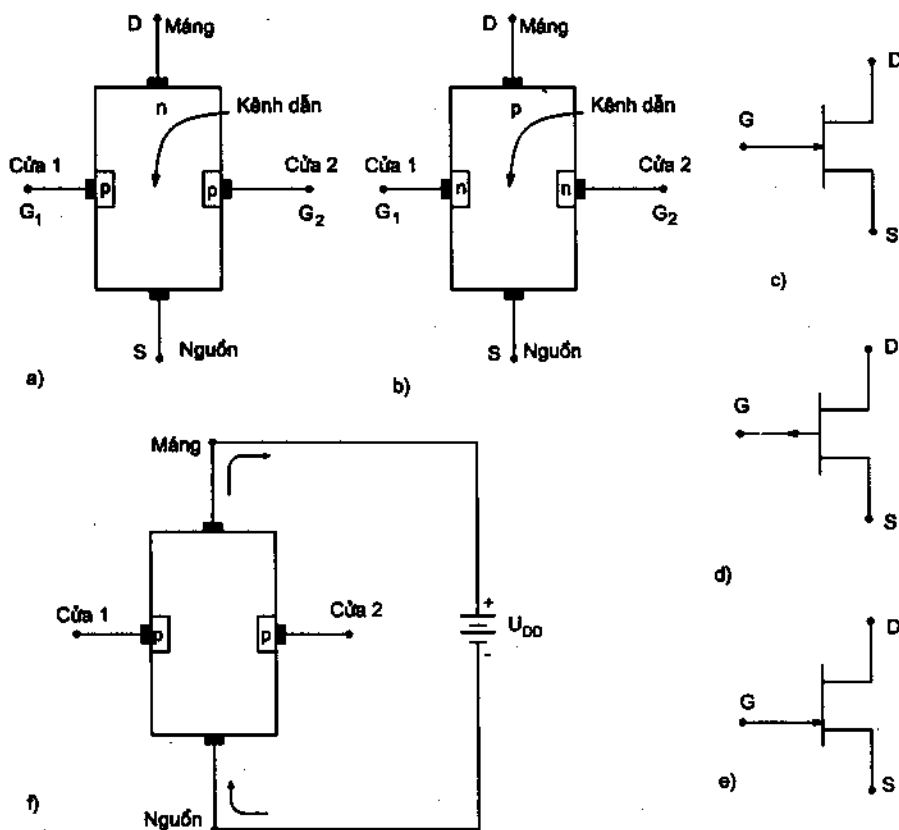 D Máng
n
Kênh dẫn
Cửa 1
p
p
Cửa 2
G1
G2
S Nguồn
a)
D Máng
p
Kênh dẫn
Cửa 1
n
n
Cửa 2
G1
G2
S Nguồn
b)
D
G
S
c)
D
G
S
d)
D
G
S
e)
Máng
Cửa 1
p
p
Cửa 2
+
UDD
-
Nguồn
f)